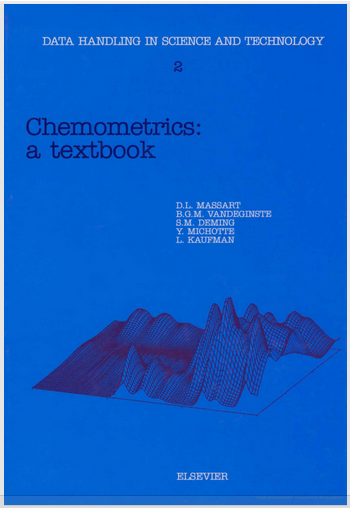 DATA HANDLING IN SCIENCE AND TECHNOLOGY
2
Chemometrics:
a textbook
D.L. MASSART
B.G.M. VANDEGINSTE
S.M. DEMING
Y. MICHOTTE
L. KAUFMAN
ELSEVIER